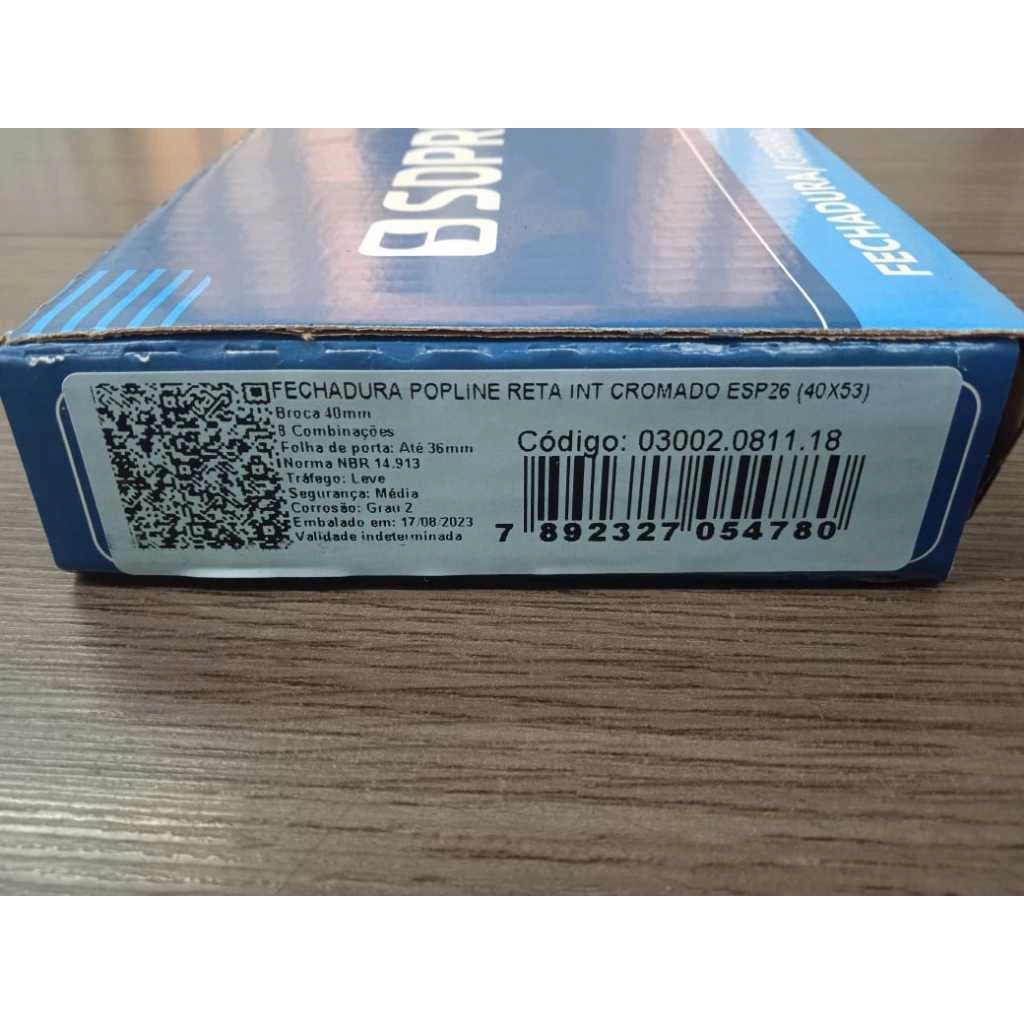 SOPR
FECHADURA
FECHADURA POPLINE RETA INT CROMADO ESP26 (40X53)
Broca 40mm
8 Combinações
Folha de porta: Até 36mm
Norma NBR 14.913
Tráfego: Leve
Segurança: Média
Corrosão: Grau 2
Embalado em: 17/08/2023
Validade indeterminada
Código: 03002.0811.18
7 892327 054780